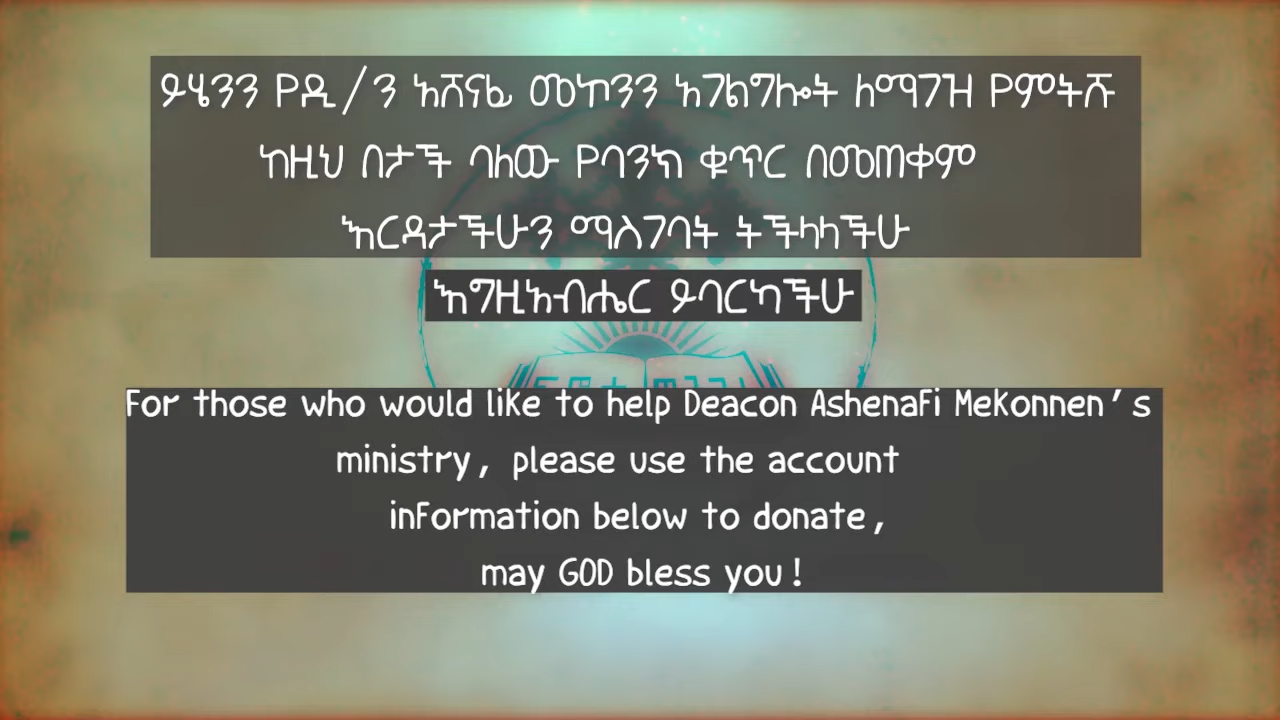 ይሄንን የዲ/ን አሸናፊ መኮንን አገልግሎት ለማገዝ የምትሹ
ከዚህ በታች ባለው የባንክ ቁጥር በመጠቀም
እርዳታችሁን ማስገባት ትችላላችሁ
እግዚአብሔር ይባርካችሁ
For those who would like to help Deacon Ashenafi Mekonnen's
ministry, please use the account
information below to donate,
may GOD bless you!